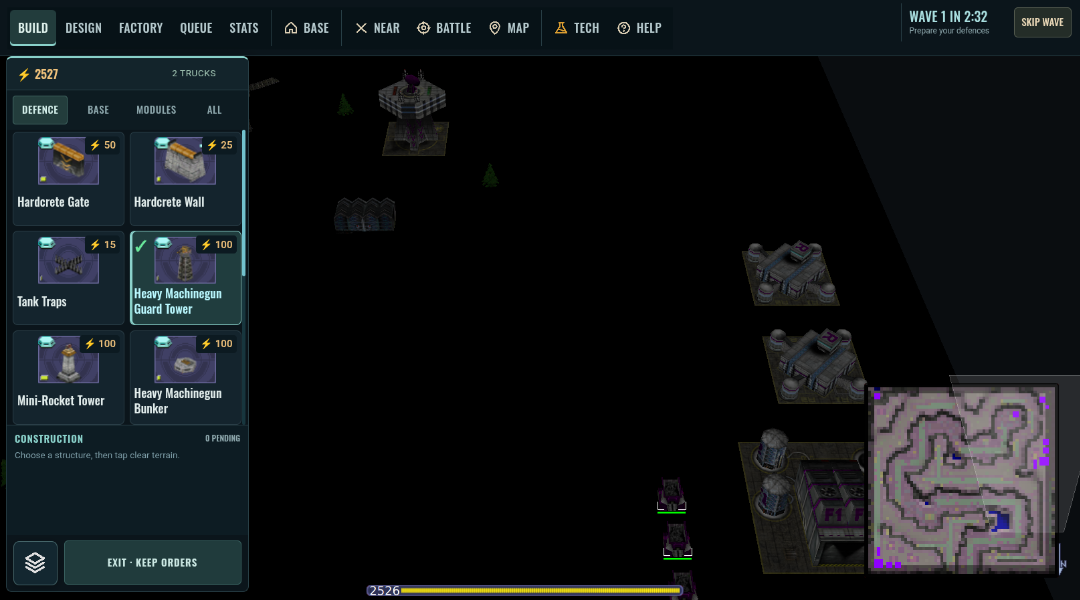 BUILD DESIGN FACTORY QUEUE STATS BASE NEAR BATTLE MAP TECH HELP
WAVE 1 IN 2:32
Prepare your defences
SKIP WAVE
2527 2 TRUCKS
DEFENCE BASE MODULES ALL
50
Hardcrete Gate
25
Hardcrete Wall
15
Tank Traps
100
Heavy Machinegun
Guard Tower
100
Mini-Rocket Tower
100
Heavy Machinegun
Bunker
CONSTRUCTION 0 PENDING
Choose a structure, then tap clear terrain.
EXIT · KEEP ORDERS
2526
R
R
F1
N